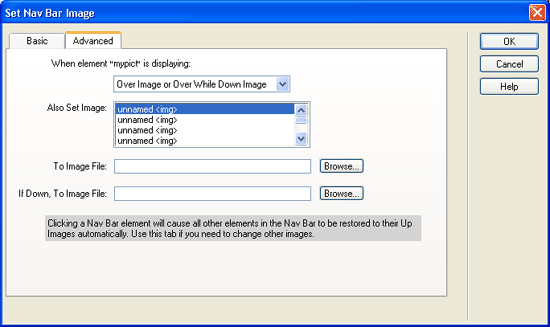 Set Nav Bar Image
Basic
Advanced
OK
Cancel
Help
When element "mypict" is displaying:
Over Image or Over While Down Image
Also Set Image:
unnamed <img>
unnamed <img>
unnamed <img>
unnamed <img>
To Image File:
Browse...
If Down, To Image File:
Browse...
Clicking a Nav Bar element will cause all other elements in the Nav Bar to be restored to their Up
Images automatically. Use this tab if you need to change other images.